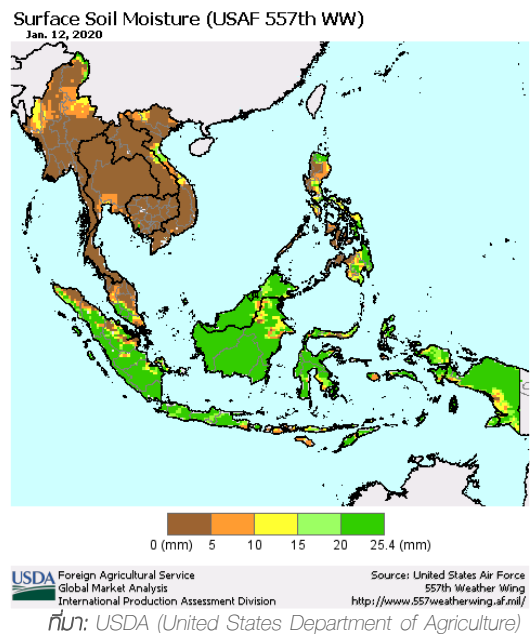 Surface Soil Moisture (USAF 557th WW)
Jan. 12, 2020
0 (mm) 5 10 15 20 25.4 (mm)
USDA Foreign Agricultural Service
Global Market Analysis
International Production Assessment Division
Source: United States Air Force
557th Weather Wing
http://www.557weatherwing.af.mil/
ที่มา: USDA (United States Department of Agriculture)